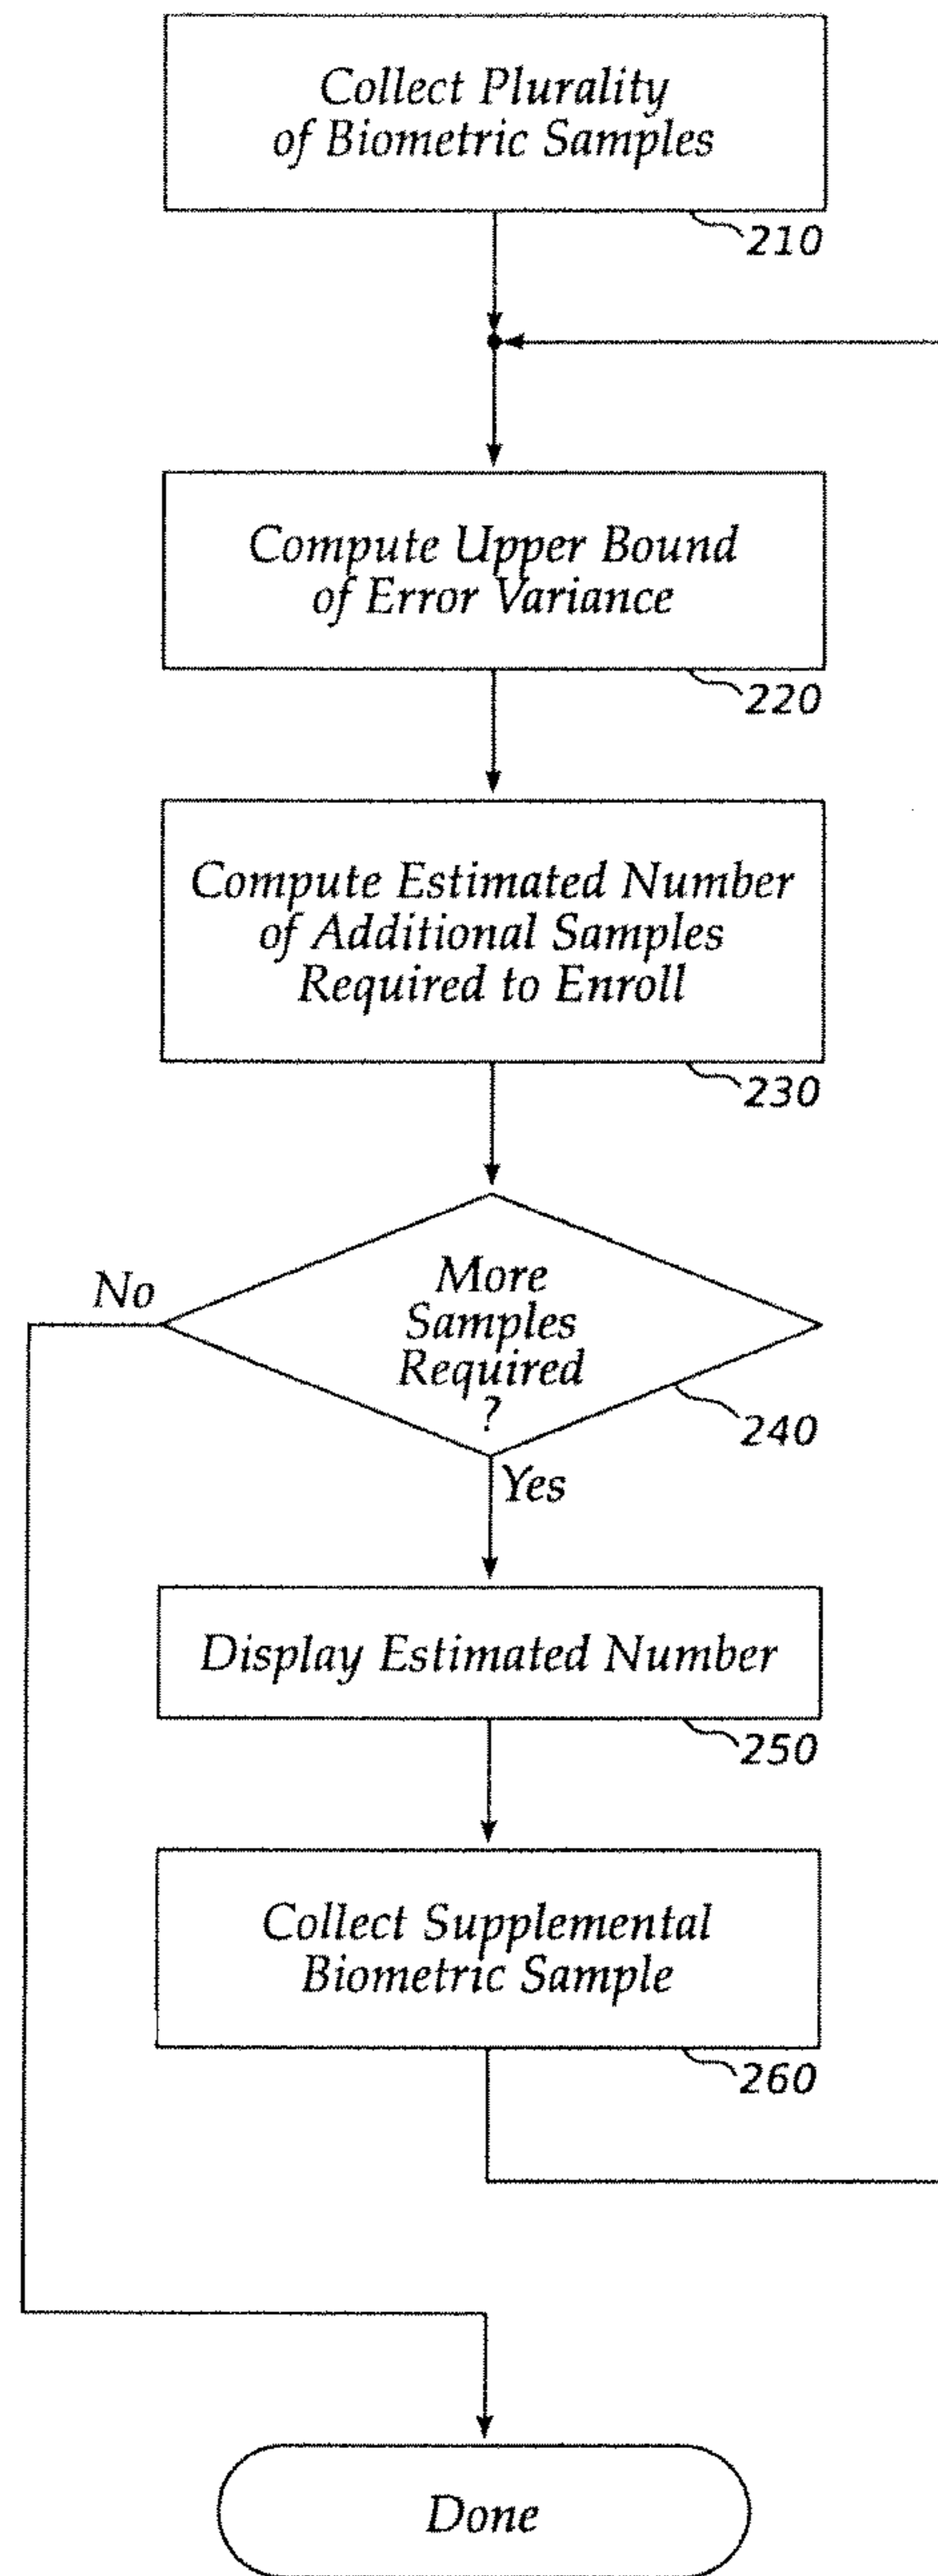 Collect Plurality
of Biometric Samples
210
Compute Upper Bound
of Error Variance
220
Compute Estimated Number
of Additional Samples
Required to Enroll
230
No
More
Samples
Required
?
240
Yes
Display Estimated Number
250
Collect Supplemental
Biometric Sample
260
Done